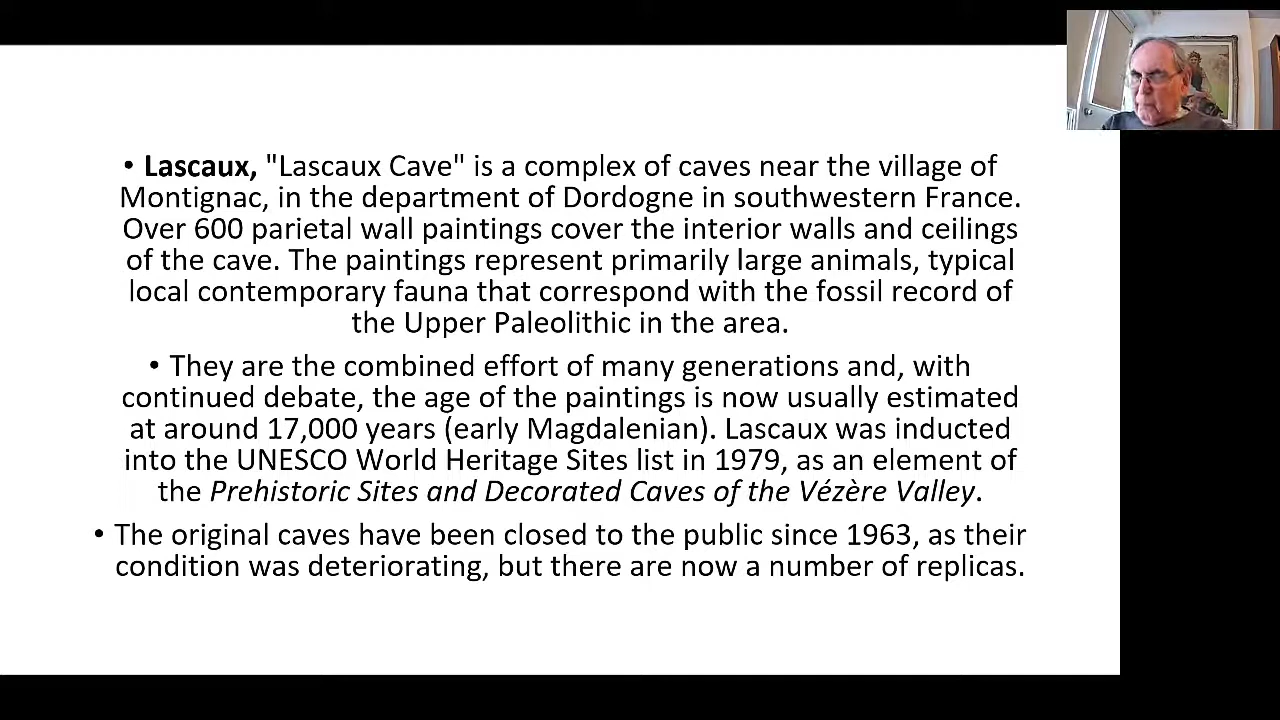 • Lascaux, "Lascaux Cave" is a complex of caves near the village of
Montignac, in the department of Dordogne in southwestern France.
Over 600 parietal wall paintings cover the interior walls and ceilings
of the cave. The paintings represent primarily large animals, typical
local contemporary fauna that correspond with the fossil record of
the Upper Paleolithic in the area.
• They are the combined effort of many generations and, with
continued debate, the age of the paintings is now usually estimated
at around 17,000 years (early Magdalenian). Lascaux was inducted
into the UNESCO World Heritage Sites list in 1979, as an element of
the Prehistoric Sites and Decorated Caves of the Vézère Valley.
• The original caves have been closed to the public since 1963, as their
condition was deteriorating, but there are now a number of replicas.